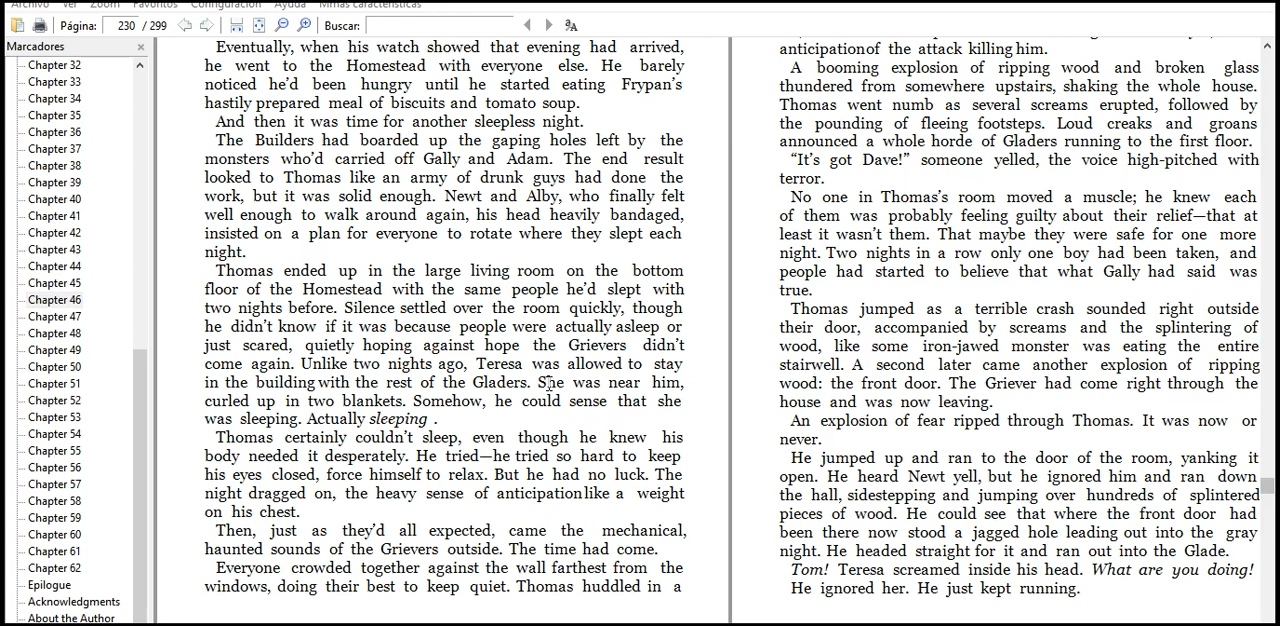 Archivo Ver Zoom Favoritos Configuración Ayuda Mínimas características
Página: 230 / 299 Buscar:
Marcadores
Chapter 32
Chapter 33
Chapter 34
Chapter 35
Chapter 36
Chapter 37
Chapter 38
Chapter 39
Chapter 40
Chapter 41
Chapter 42
Chapter 43
Chapter 44
Chapter 45
Chapter 46
Chapter 47
Chapter 48
Chapter 49
Chapter 50
Chapter 51
Chapter 52
Chapter 53
Chapter 54
Chapter 55
Chapter 56
Chapter 57
Chapter 58
Chapter 59
Chapter 60
Chapter 61
Chapter 62
Epilogue
Acknowledgments
About the Author
Eventually, when his watch showed that evening had arrived,
he went to the Homestead with everyone else. He barely
noticed he’d been hungry until he started eating Frypan’s
hastily prepared meal of biscuits and tomato soup.
And then it was time for another sleepless night.
The Builders had boarded up the gaping holes left by the
monsters who’d carried off Gally and Adam. The end result
looked to Thomas like an army of drunk guys had done the
work, but it was solid enough. Newt and Alby, who finally felt
well enough to walk around again, his head heavily bandaged,
insisted on a plan for everyone to rotate where they slept each
night.
Thomas ended up in the large living room on the bottom
floor of the Homestead with the same people he’d slept with
two nights before. Silence settled over the room quickly, though
he didn’t know if it was because people were actually asleep or
just scared, quietly hoping against hope the Grievers didn’t
come again. Unlike two nights ago, Teresa was allowed to stay
in the building with the rest of the Gladers. She was near him,
curled up in two blankets. Somehow, he could sense that she
was sleeping. Actually sleeping .
Thomas certainly couldn’t sleep, even though he knew his
body needed it desperately. He tried—he tried so hard to keep
his eyes closed, force himself to relax. But he had no luck. The
night dragged on, the heavy sense of anticipation like a weight
on his chest.
Then, just as they’d all expected, came the mechanical,
haunted sounds of the Grievers outside. The time had come.
Everyone crowded together against the wall farthest from the
windows, doing their best to keep quiet. Thomas huddled in a
anticipation of the attack killing him.
A booming explosion of ripping wood and broken glass
thundered from somewhere upstairs, shaking the whole house.
Thomas went numb as several screams erupted, followed by
the pounding of fleeing footsteps. Loud creaks and groans
announced a whole horde of Gladers running to the first floor.
“It’s got Dave!” someone yelled, the voice high-pitched with
terror.
No one in Thomas’s room moved a muscle; he knew each
of them was probably feeling guilty about their relief—that at
least it wasn’t them. That maybe they were safe for one more
night. Two nights in a row only one boy had been taken, and
people had started to believe that what Gally had said was
true.
Thomas jumped as a terrible crash sounded right outside
their door, accompanied by screams and the splintering of
wood, like some iron-jawed monster was eating the entire
stairwell. A second later came another explosion of ripping
wood: the front door. The Griever had come right through the
house and was now leaving.
An explosion of fear ripped through Thomas. It was now or
never.
He jumped up and ran to the door of the room, yanking it
open. He heard Newt yell, but he ignored him and ran down
the hall, sidestepping and jumping over hundreds of splintered
pieces of wood. He could see that where the front door had
been there now stood a jagged hole leading out into the gray
night. He headed straight for it and ran out into the Glade.
Tom! Teresa screamed inside his head. What are you doing!
He ignored her. He just kept running.